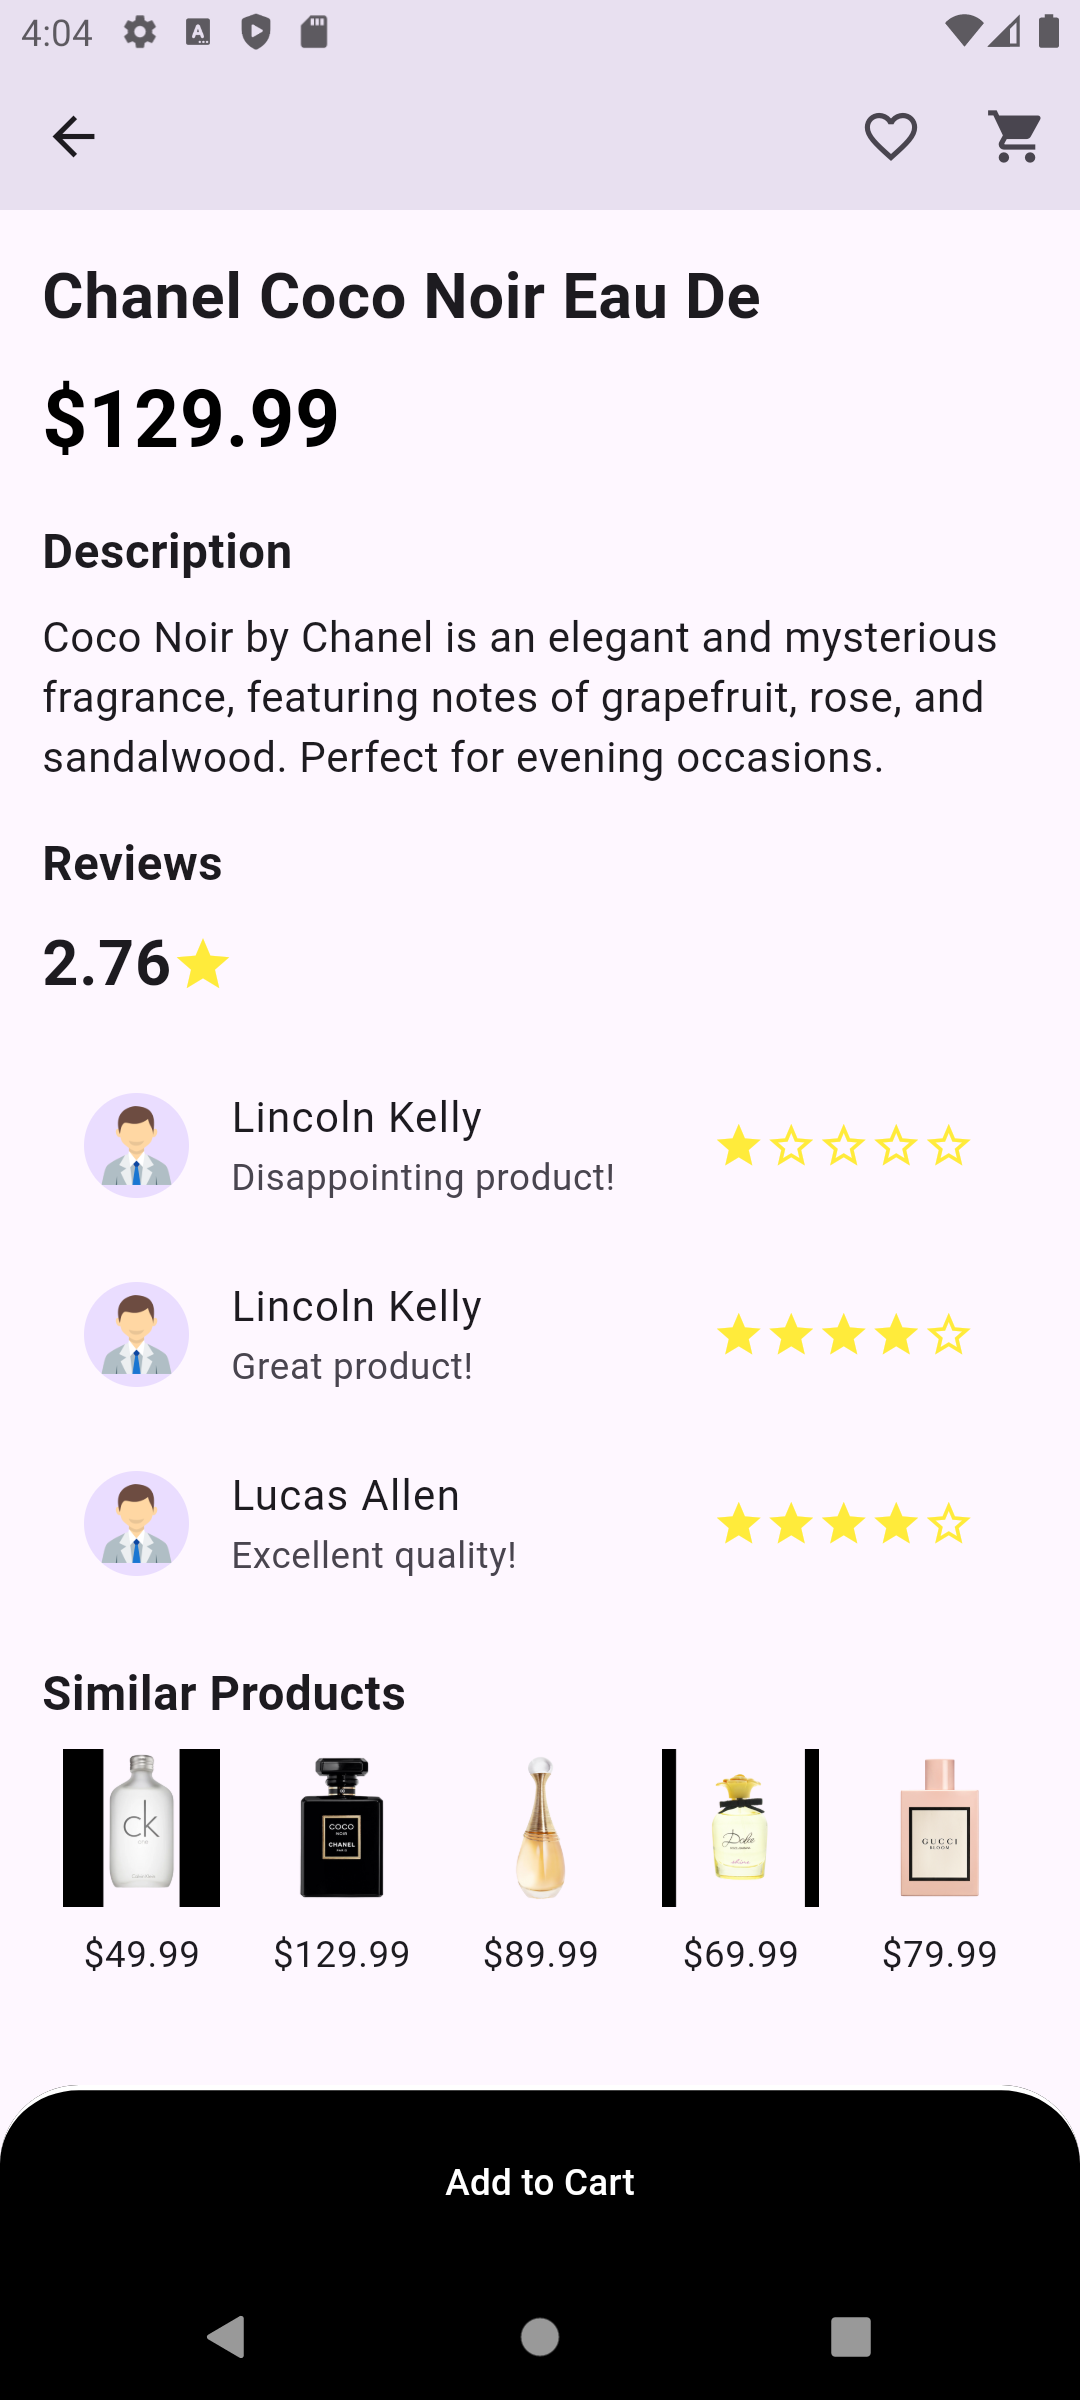 4:04
Chanel Coco Noir Eau De
$129.99
Description
Coco Noir by Chanel is an elegant and mysterious
fragrance, featuring notes of grapefruit, rose, and
sandalwood. Perfect for evening occasions.
Reviews
2.76
Lincoln Kelly
Disappointing product!
Lincoln Kelly
Great product!
Lucas Allen
Excellent quality!
Similar Products
ck
COCO
NOIR
CHANEL
Dolce
GUCCI
BLOOM
$49.99
$129.99
$89.99
$69.99
$79.99
Add to Cart